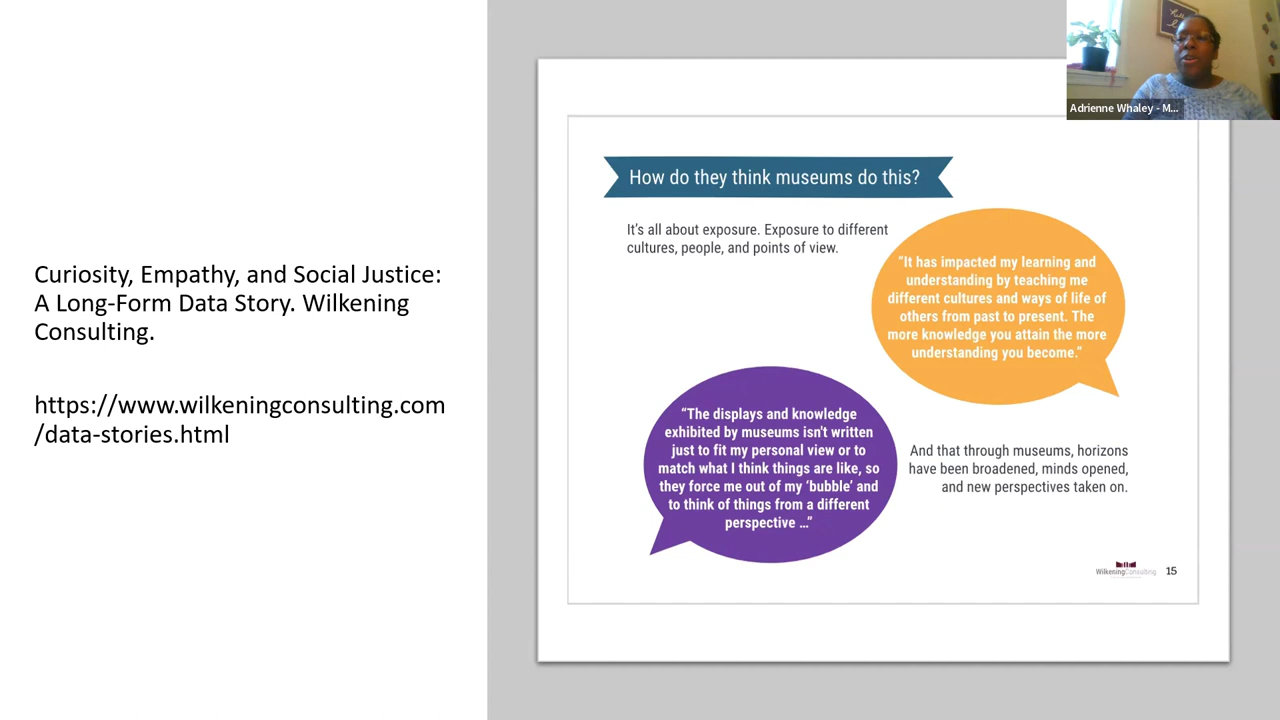 Curiosity, Empathy, and Social Justice:
A Long-Form Data Story. Wilkening
Consulting.
https://www.wilkeningconsulting.com
/data-stories.html
How do they think museums do this?
It's all about exposure. Exposure to different
cultures, people, and points of view.
“It has impacted my learning and
understanding by teaching me
different cultures and ways of life of
others from past to present. The
more knowledge you attain the more
understanding you become.”
“The displays and knowledge
exhibited by museums isn't written
just to fit my personal view or to
match what I think things are like, so
they force me out of my ‘bubble’ and
to think of things from a different
perspective ...”
And that through museums, horizons
have been broadened, minds opened,
and new perspectives taken on.
WilkeningConsulting
15
Adrienne Whaley - M...